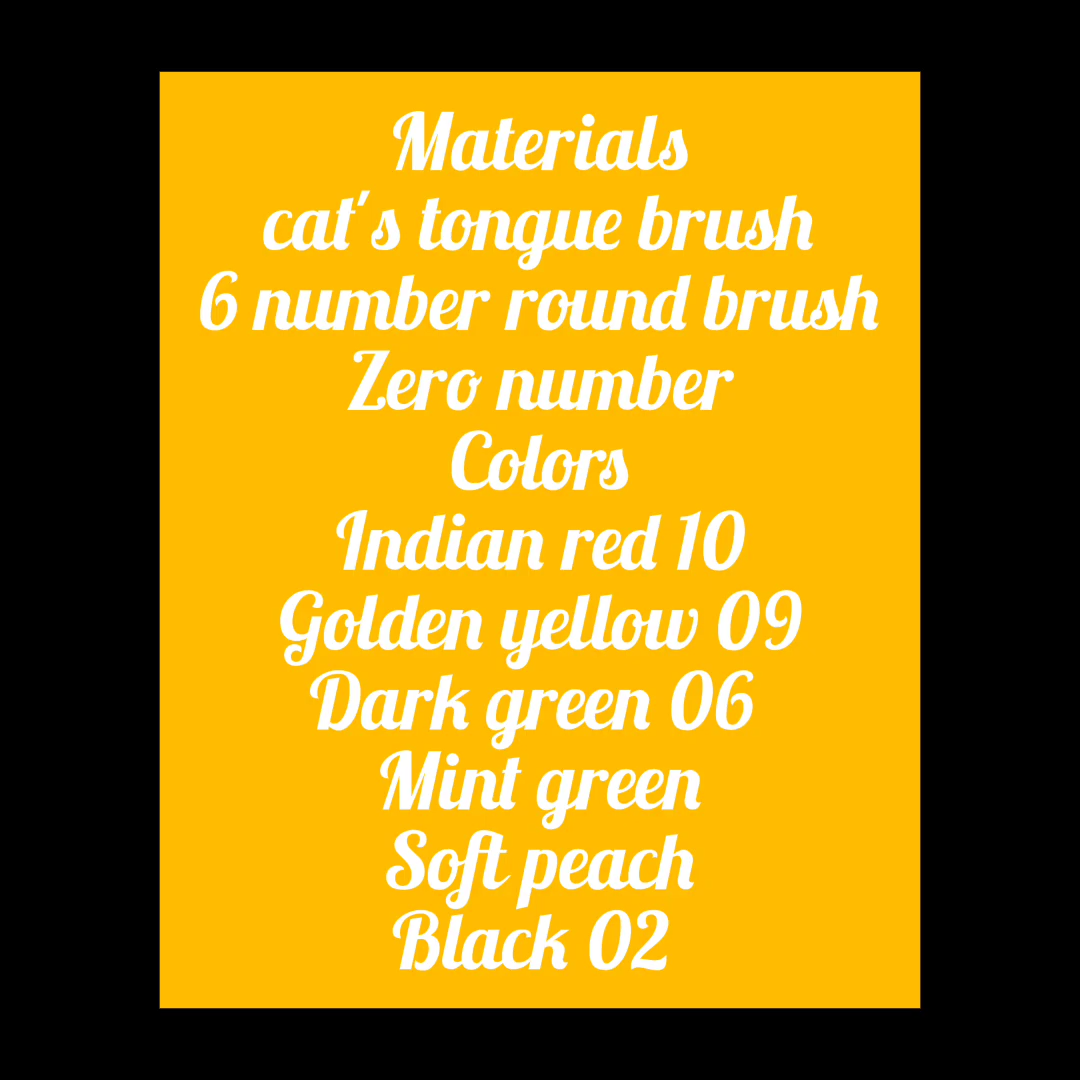 Materials
cat's tongue brush
6 number round brush
Zero number
Colors
Indian red 10
Golden yellow 09
Dark green 06
Mint green
Soft peach
Black 02